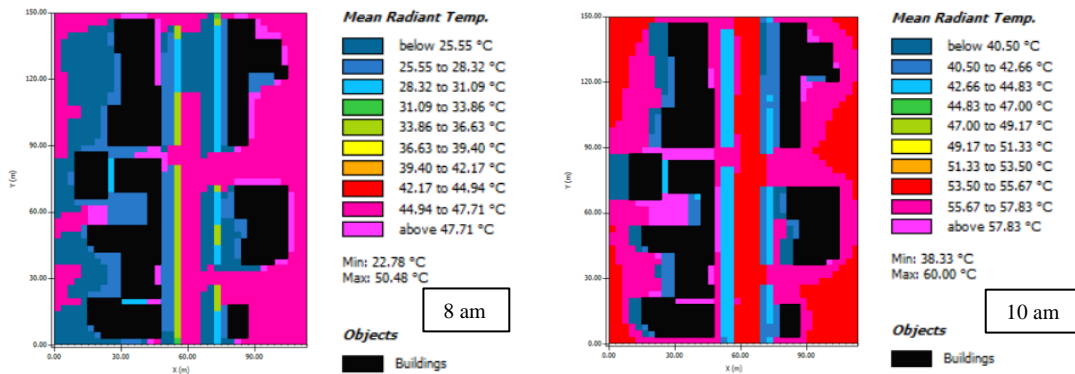 150.00
120.00
90.00
60.00
30.00
0.00
Y (m)
0.00 30.00 60.00 90.00
X (m)
Mean Radiant Temp.
below 25.55 °C
25.55 to 28.32 °C
28.32 to 31.09 °C
31.09 to 33.86 °C
33.86 to 36.63 °C
36.63 to 39.40 °C
39.40 to 42.17 °C
42.17 to 44.94 °C
44.94 to 47.71 °C
above 47.71 °C
Min: 22.78 °C
Max: 50.48 °C
8 am
Objects
Buildings
150.00
120.00
90.00
60.00
30.00
0.00
Y (m)
0.00 30.00 60.00 90.00
X (m)
Mean Radiant Temp.
below 40.50 °C
40.50 to 42.66 °C
42.66 to 44.83 °C
44.83 to 47.00 °C
47.00 to 49.17 °C
49.17 to 51.33 °C
51.33 to 53.50 °C
53.50 to 55.67 °C
55.67 to 57.83 °C
above 57.83 °C
Min: 38.33 °C
Max: 60.00 °C
10 am
Objects
Buildings